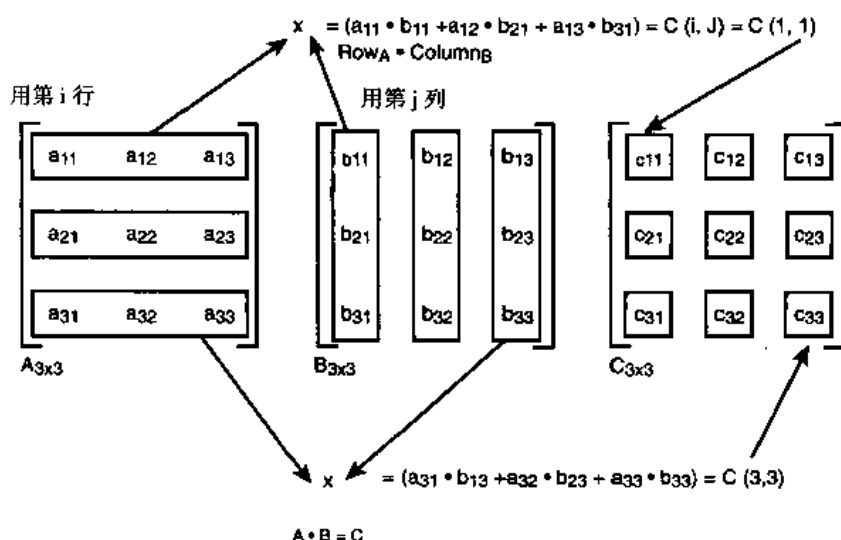 x = (a11 • b11 +a12 • b21 + a13 • b31) = C (i, J) = C (1, 1)
RowA • ColumnB
用第 i 行 用第 j 列
a11 a12 a13 b11 b12 b13 c11 c12 c13
a21 a22 a23 b21 b22 b23 c21 c22 c23
a31 a32 a33 b31 b32 b33 c31 c32 c33
A3x3 B3x3 C3x3
x = (a31 • b13 +a32 • b23 + a33 • b33) = C (3,3)
A • B = C